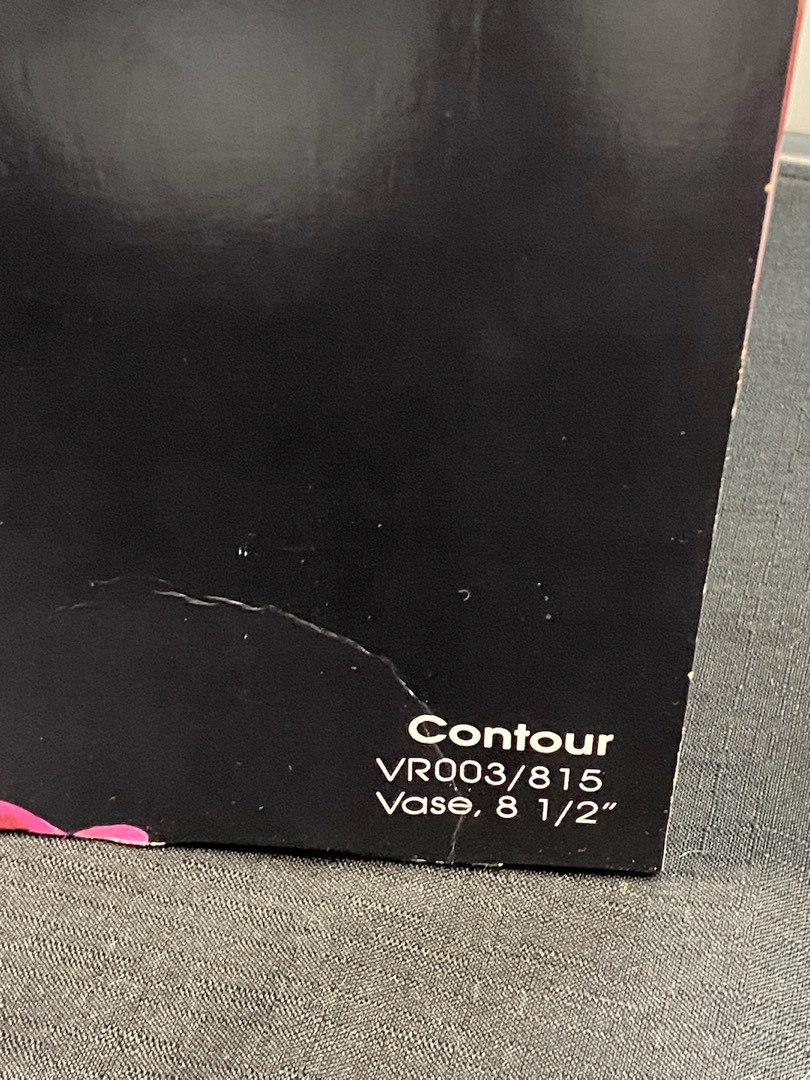 Contour
VR003/815
Vase, 8 1/2"